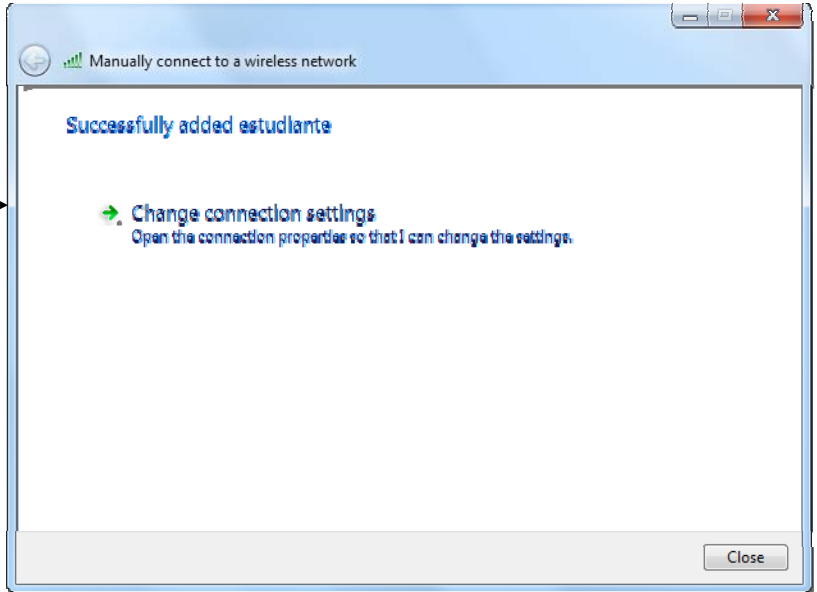 Manually connect to a wireless network
Successfully added estudiante
Change connection settings
Open the connection properties so that I can change the settings.
Close